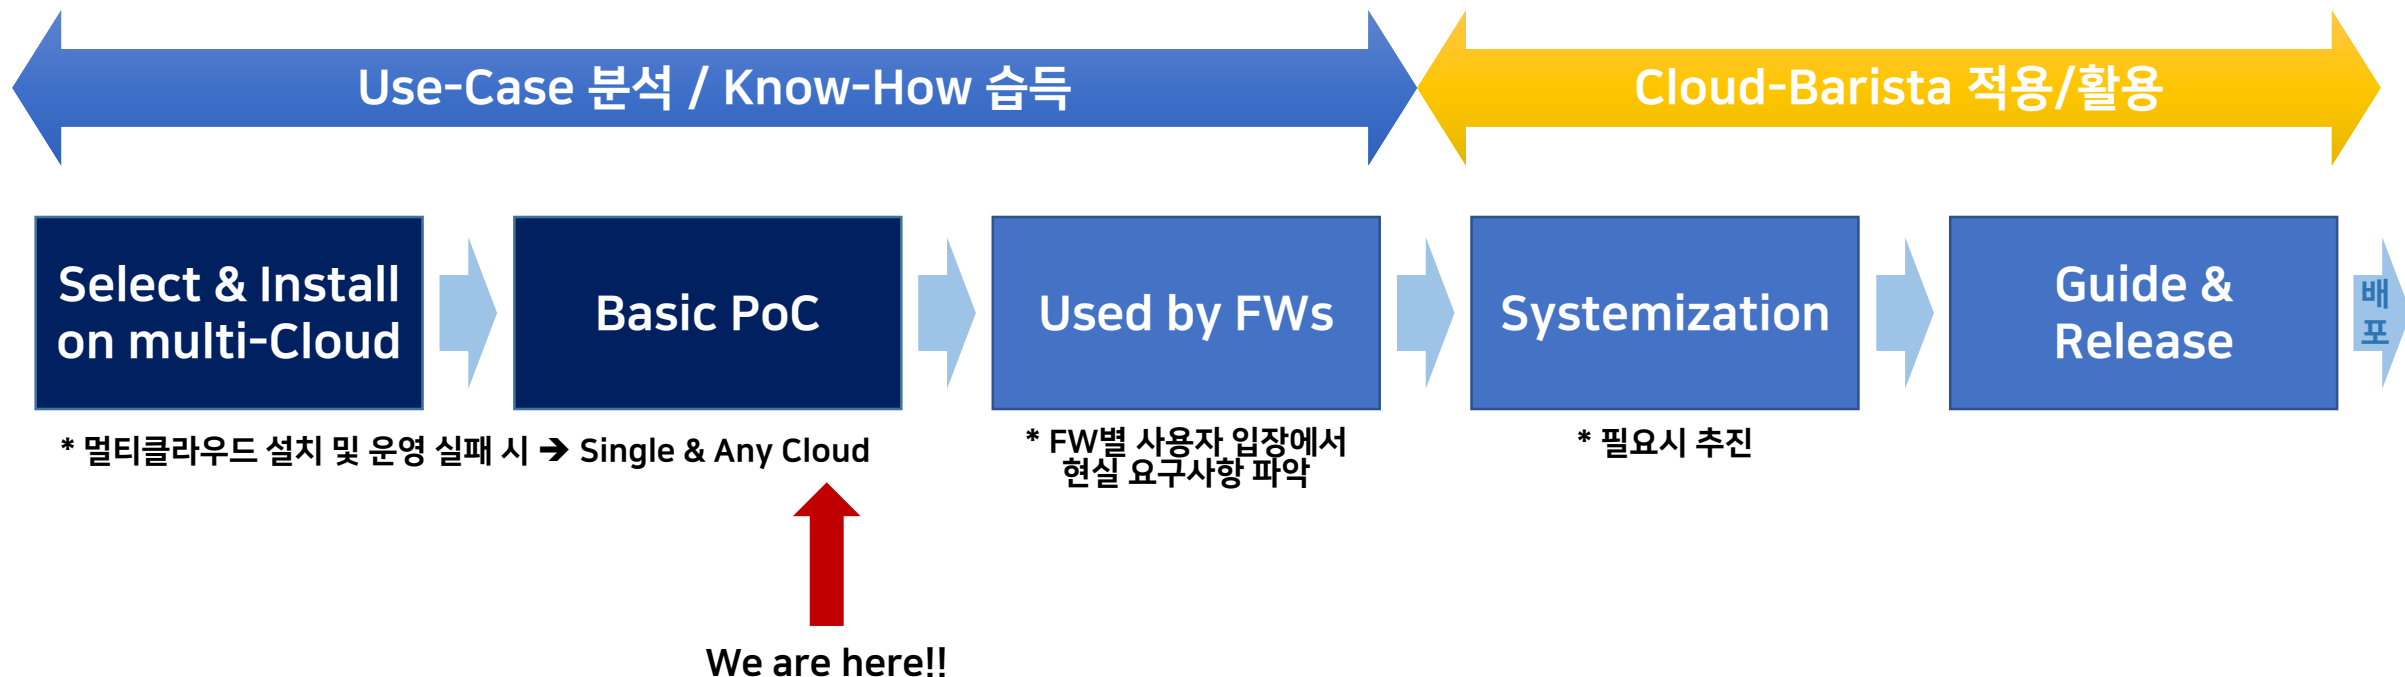 Use-Case 분석 / Know-How 습득
Cloud-Barista 적용/활용
Select & Install
on multi-Cloud
Basic PoC
Used by FWs
Systemization
Guide &
Release
배
포
* 멀티클라우드 설치 및 운영 실패 시 ➔ Single & Any Cloud
* FW별 사용자 입장에서
현실 요구사항 파악
* 필요시 추진
We are here!!